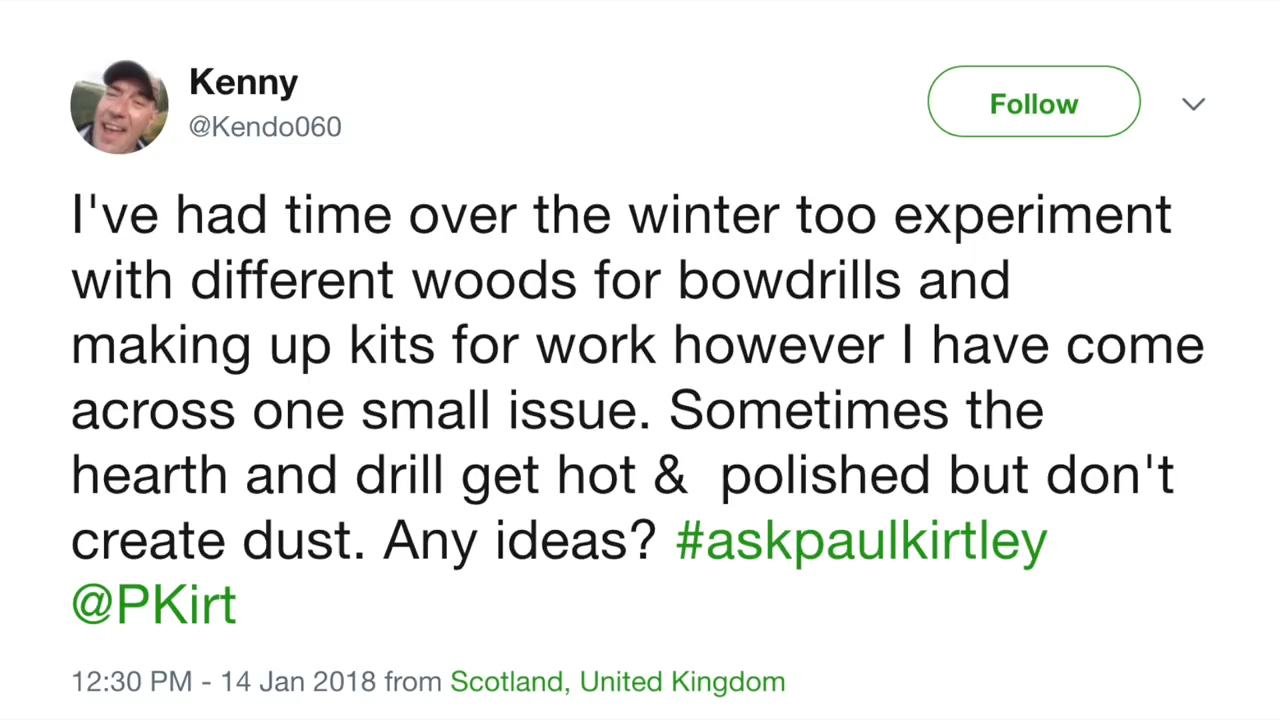 Kenny
@Kendo060
Follow
I've had time over the winter too experiment
with different woods for bowdrills and
making up kits for work however I have come
across one small issue. Sometimes the
hearth and drill get hot &  polished but don't
create dust. Any ideas? #askpaulkirtley
@PKirt
12:30 PM - 14 Jan 2018 from Scotland, United Kingdom